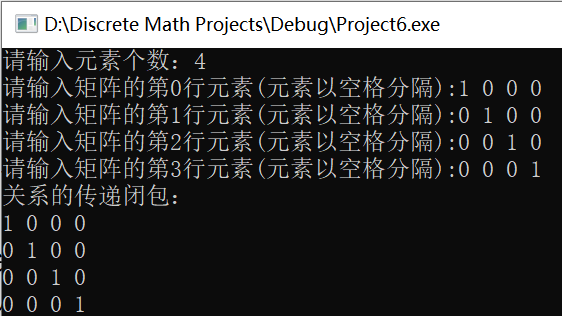 D:\Discrete Math Projects\Debug\Project6.exe
请输入元素个数：4
请输入矩阵的第0行元素(元素以空格分隔):1 0 0 0
请输入矩阵的第1行元素(元素以空格分隔):0 1 0 0
请输入矩阵的第2行元素(元素以空格分隔):0 0 1 0
请输入矩阵的第3行元素(元素以空格分隔):0 0 0 1
关系的传递闭包：
1 0 0 0
0 1 0 0
0 0 1 0
0 0 0 1